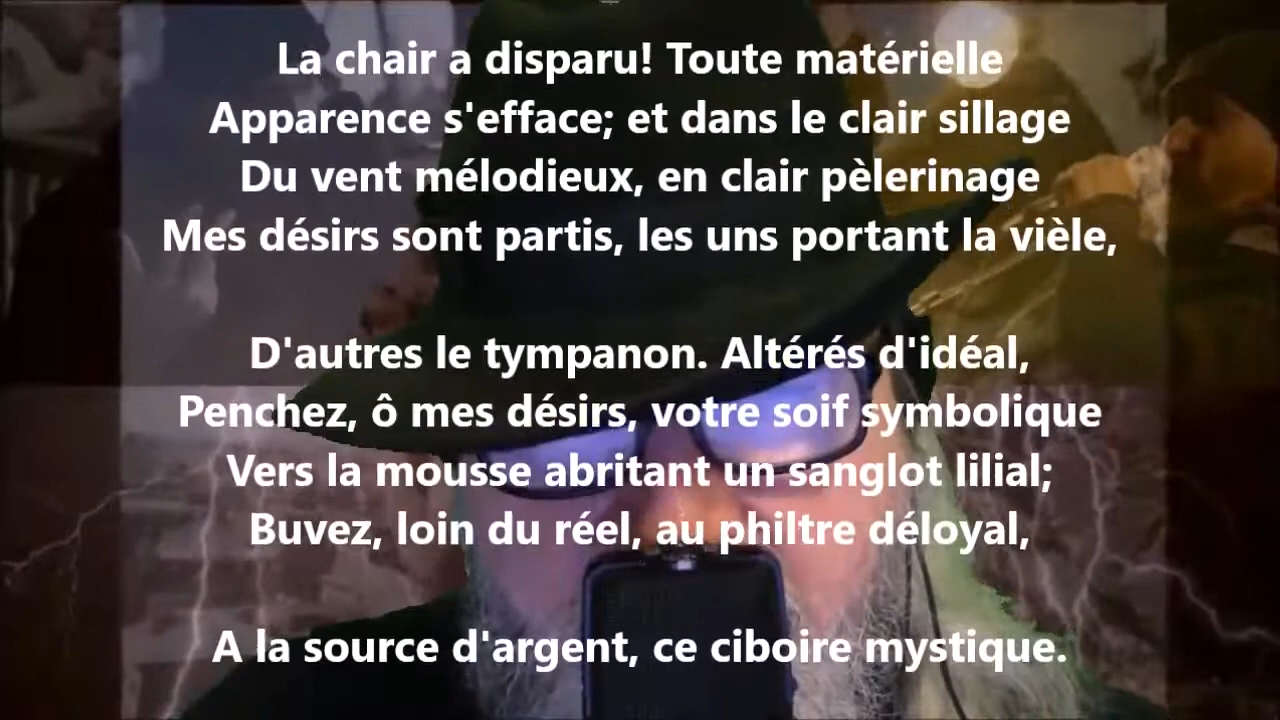 La chair a disparu! Toute matérielle
Apparence s'efface; et dans le clair sillage
Du vent mélodieux, en clair pèlerinage
Mes désirs sont partis, les uns portant la vièle,
D'autres le tympanon. Altérés d'idéal,
Penchez, ô mes désirs, votre soif symbolique
Vers la mousse abritant un sanglot lilial;
Buvez, loin du réel, au philtre déloyal,
A la source d'argent, ce ciboire mystique.